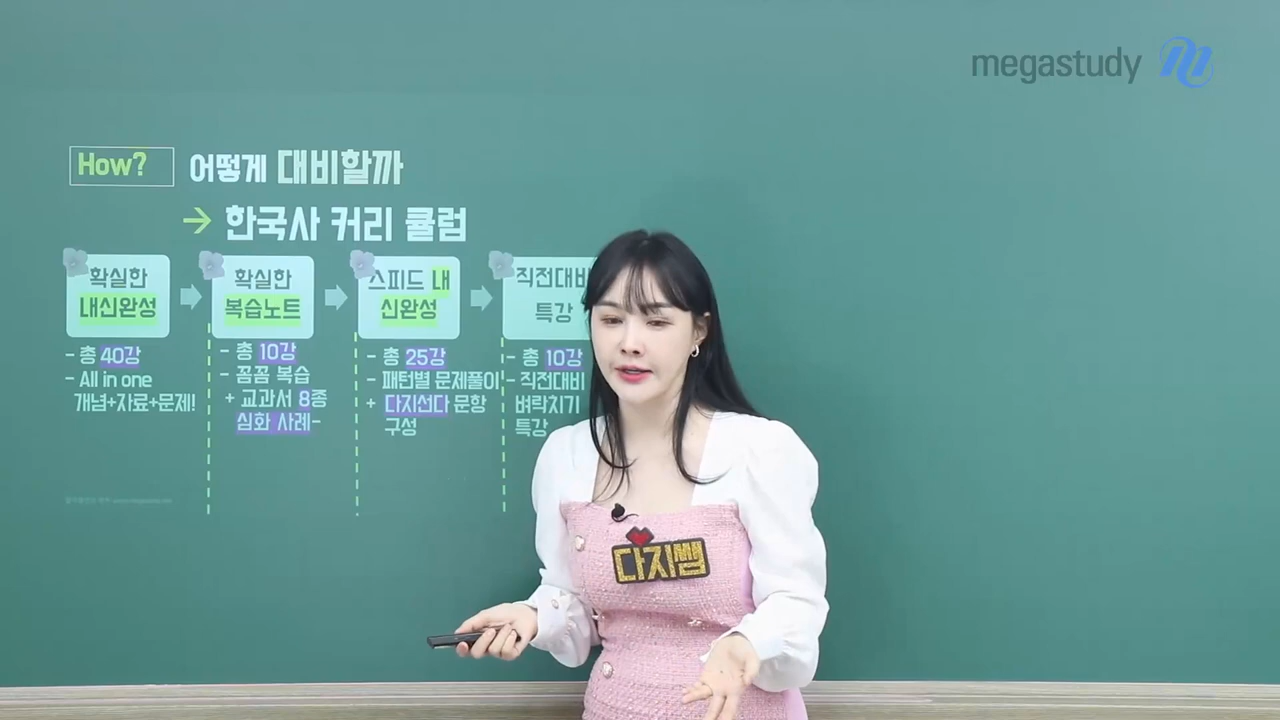 megastudy
How? 어떻게 대비할까
→ 한국사 커리 큘럼
확실한
내신완성
- 총 40강
- All in one
개념+자료+문제!
확실한
복습노트
- 총 10강
- 꼼꼼 복습
+ 교과서 8종
심화 사례-
스피드 내
신완성
- 총 25강
- 패턴별 문제풀이
+ 다지선다 문항
구성
직전대비
특강
- 총 10강
- 직전대비
벼락치기
특강
다지쌤